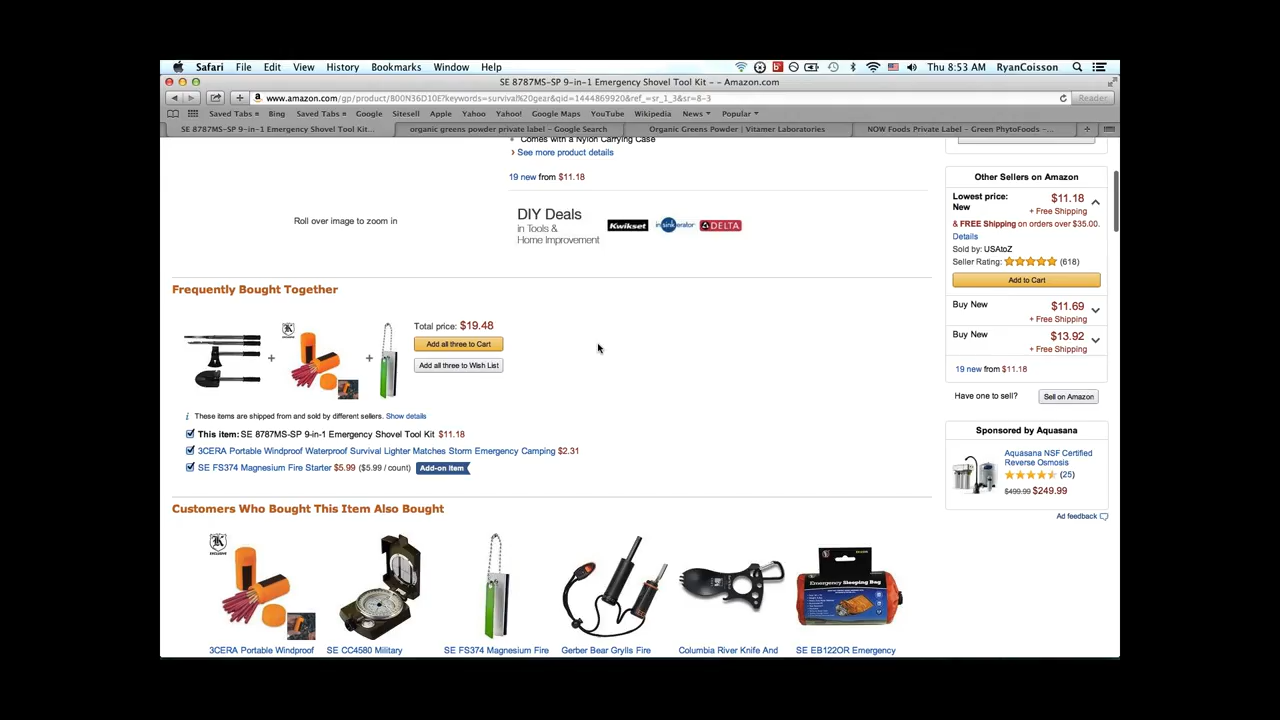 Safari File Edit View History Bookmarks Window Help Thu 8:53 AM RyanCoisson
SE 8787MS-SP 9-in-1 Emergency Shovel Tool Kit - - Amazon.com
www.amazon.com/gp/product/B00N36D10E?keywords=survival%20gear&qid=1444869920&ref_=sr_1_3&sr=8-3 Reader
Saved Tabs Bing Saved Tabs Google Sitesell Apple Yahoo Yahoo! Google Maps YouTube Wikipedia News Popular
SE 8787MS-SP 9-in-1 Emergency Shovel Tool Kit... organic greens powder private label – Google Search Organic Greens Powder | Vitamer Laboratories NOW Foods Private Label - Green PhytoFoods -...
Comes with a Nylon Carrying Case
› See more product details
19 new from $11.18
Roll over image to zoom in
DIY Deals
in Tools &
Home Improvement
Kwikset
insinkerator
DELTA
Other Sellers on Amazon
Lowest price: $11.18
New
+ Free Shipping
& FREE Shipping on orders over $35.00.
Details
Sold by: USAtoZ
Seller Rating: (618)
Add to Cart
Buy New $11.69
+ Free Shipping
Buy New $13.92
+ Free Shipping
19 new from $11.18
Have one to sell? Sell on Amazon
Frequently Bought Together
K
+
+
Total price: $19.48
Add all three to Cart
Add all three to Wish List
i These items are shipped from and sold by different sellers. Show details
This item: SE 8787MS-SP 9-in-1 Emergency Shovel Tool Kit $11.18
3CERA Portable Windproof Waterproof Survival Lighter Matches Storm Emergency Camping $2.31
SE FS374 Magnesium Fire Starter $5.99 ($5.99 / count) Add-on Item
Sponsored by Aquasana
Aquasana NSF Certified
Reverse Osmosis
(25)
$499.99 $249.99
Ad feedback
Customers Who Bought This Item Also Bought
K
EXCLUSIVE
Emergency Sleeping Bag
3CERA Portable Windproof SE CC4580 Military SE FS374 Magnesium Fire Gerber Bear Grylls Fire Columbia River Knife And SE EB122OR Emergency